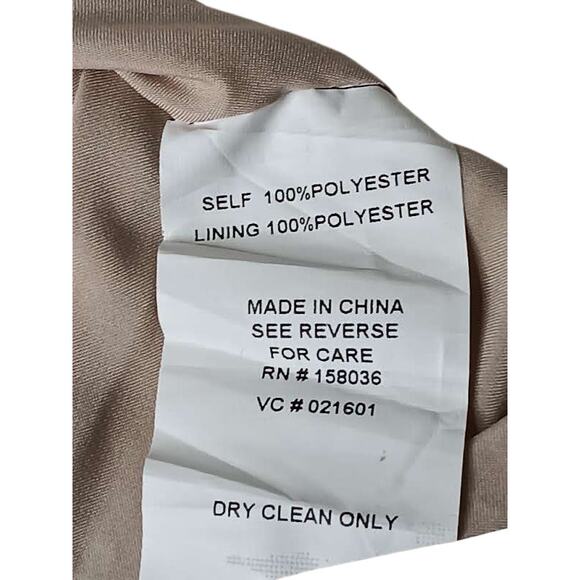 SELF 100%POLYESTER
LINING 100%POLYESTER
MADE IN CHINA
SEE REVERSE
FOR CARE
RN # 158036
VC # 021601
DRY CLEAN ONLY